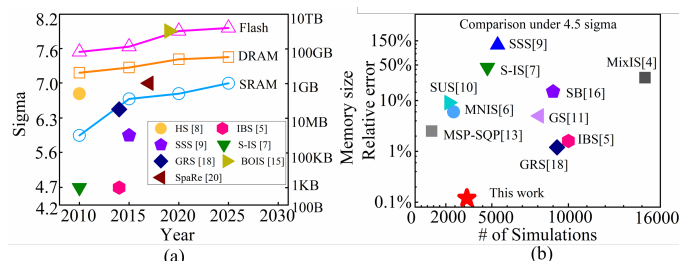 (a)
8.2
7.6
7.0
6.3
5.6
4.7
4.2
Sigma
10TB
100GB
1GB
10MB
100KB
1KB
100B
Memory size
Flash
DRAM
SRAM
HS [8]
IBS [5]
SSS [9]
S-IS [7]
GRS [18]
BOIS [15]
SpaRe [20]
2010 2015 2020 2025 2030
Year
(a)
Comparison under 4.5 sigma
150%
50%
10%
1%
0.1%
Relative error
SSS[9]
MixIS[4]
S-IS[7]
SUS[10]
SB[16]
MNIS[6]
GS[11]
MSP-SQP[13]
IBS[5]
GRS[18]
This work
0 2000 5000 10000 16000
# of Simulations
(b)